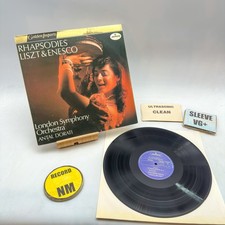 Golden Imports
RHAPSODIES
LISZT & ENESCO
London Symphony
Orchestra
ANTAL DORATI
ULTRASONIC
CLEAN
SLEEVE
VG+
RECORD
NM